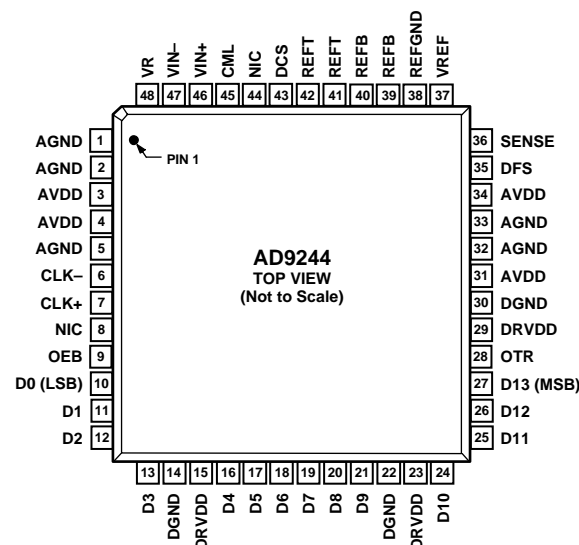 VR VIN– VIN+ CML NIC DCS REFT REFT REFB REFB REFGND VREF
48 47 46 45 44 43 42 41 40 39 38 37
AGND 1
AGND 2
AVDD 3
AVDD 4
AGND 5
CLK– 6
CLK+ 7
NIC 8
OEB 9
D0 (LSB) 10
D1 11
D2 12
PIN 1
AD9244
TOP VIEW
(Not to Scale)
36 SENSE
35 DFS
34 AVDD
33 AGND
32 AGND
31 AVDD
30 DGND
29 DRVDD
28 OTR
27 D13 (MSB)
26 D12
25 D11
13 14 15 16 17 18 19 20 21 22 23 24
D3 DGND DRVDD D4 D5 D6 D7 D8 D9 DGND DRVDD D10